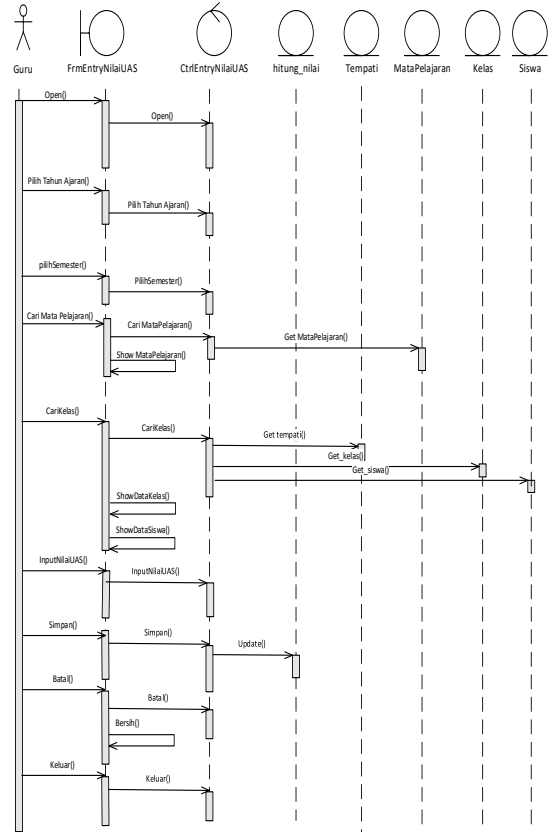 Guru FrmEntryNilaiUAS CtrlEntryNilaiUAS hitung_nilai Tempati MataPelajaran Kelas Siswa
Open()
Open()
Pilih Tahun Ajaran()
Pilih Tahun Ajaran()
pilihSemester()
PilihSemester()
Cari Mata Pelajaran()
Cari MataPelajaran()
Get MataPelajaran()
Show MataPelajaran()
CariKelas()
CariKelas()
Get tempati()
Get_kelas()
Get_siswa()
ShowDataKelas()
ShowDataSiswa()
InputNilaiUAS()
InputNilaiUAS()
Simpan()
Simpan()
Update()
Batal()
Batal()
Bersih()
Keluar()
Keluar()